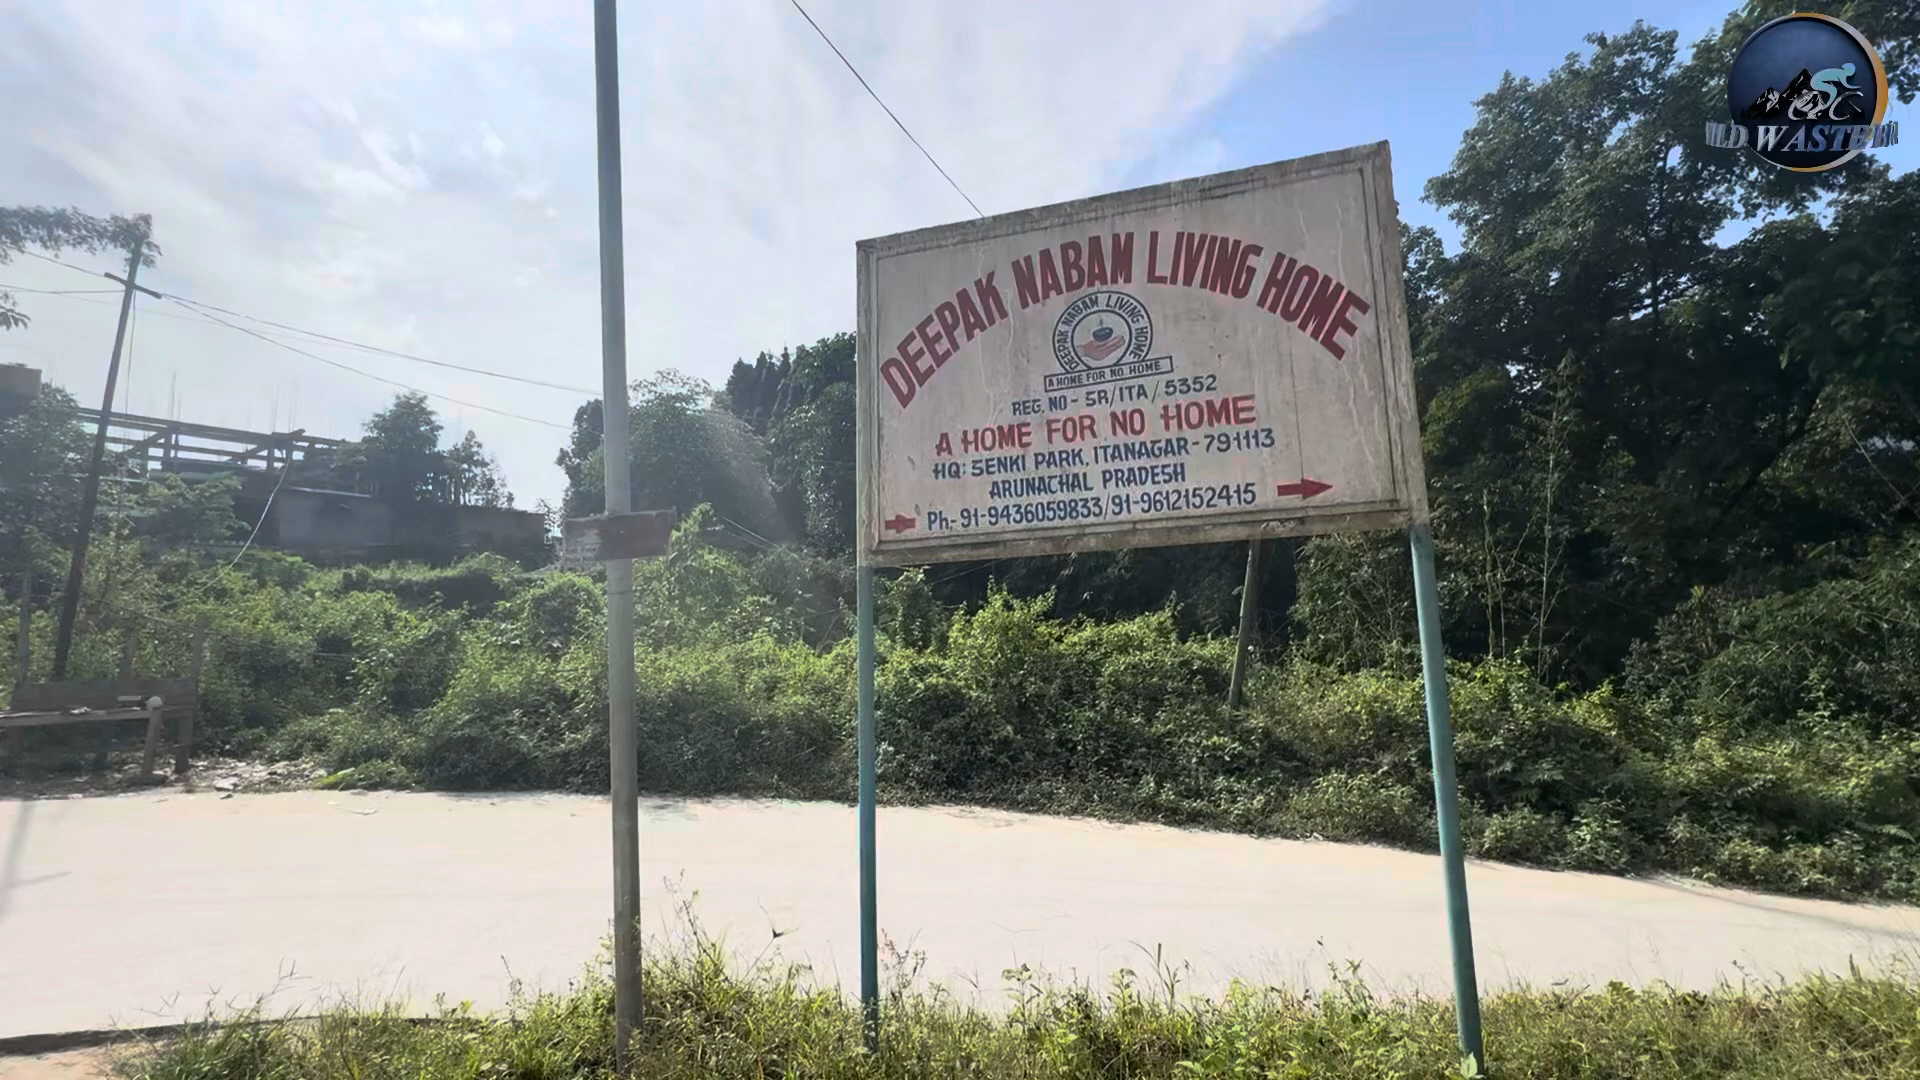 DEEPAK NABAM LIVING HOME
DEEPAK NABAM LIVING HOME
A HOME FOR NO HOME
REG. NO - SR/ITA/5352
A HOME FOR NO HOME
HQ: SENKI PARK, ITANAGAR-791113
ARUNACHAL PRADESH
Ph.- 91-9436059833/91-9612152415